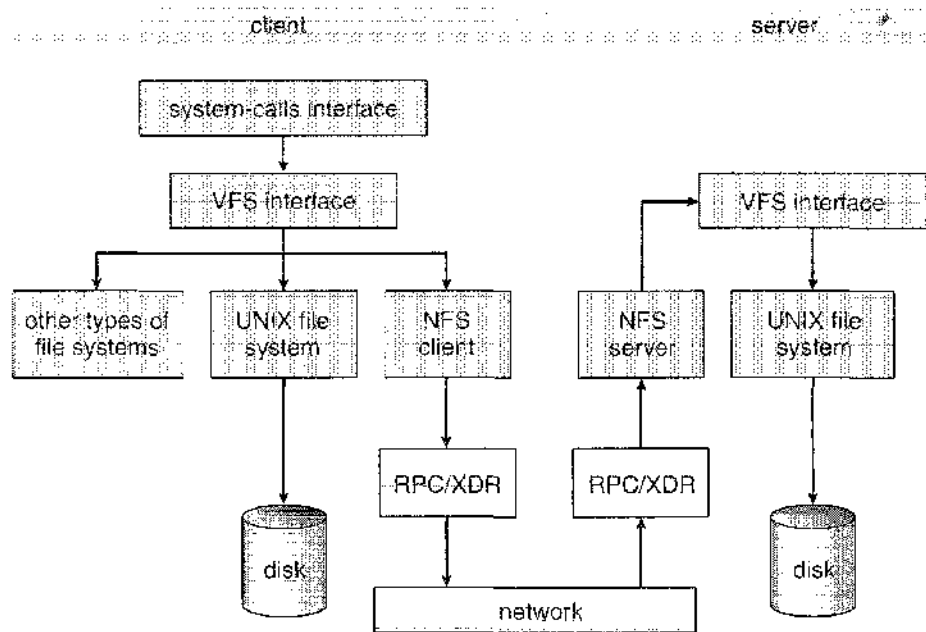 client
server
system-calls interface
VFS interface
VFS interface
other types of
file systems
UNIX file
system
NFS
client
NFS
server
UNIX file
system
RPC/XDR
RPC/XDR
disk
disk
network